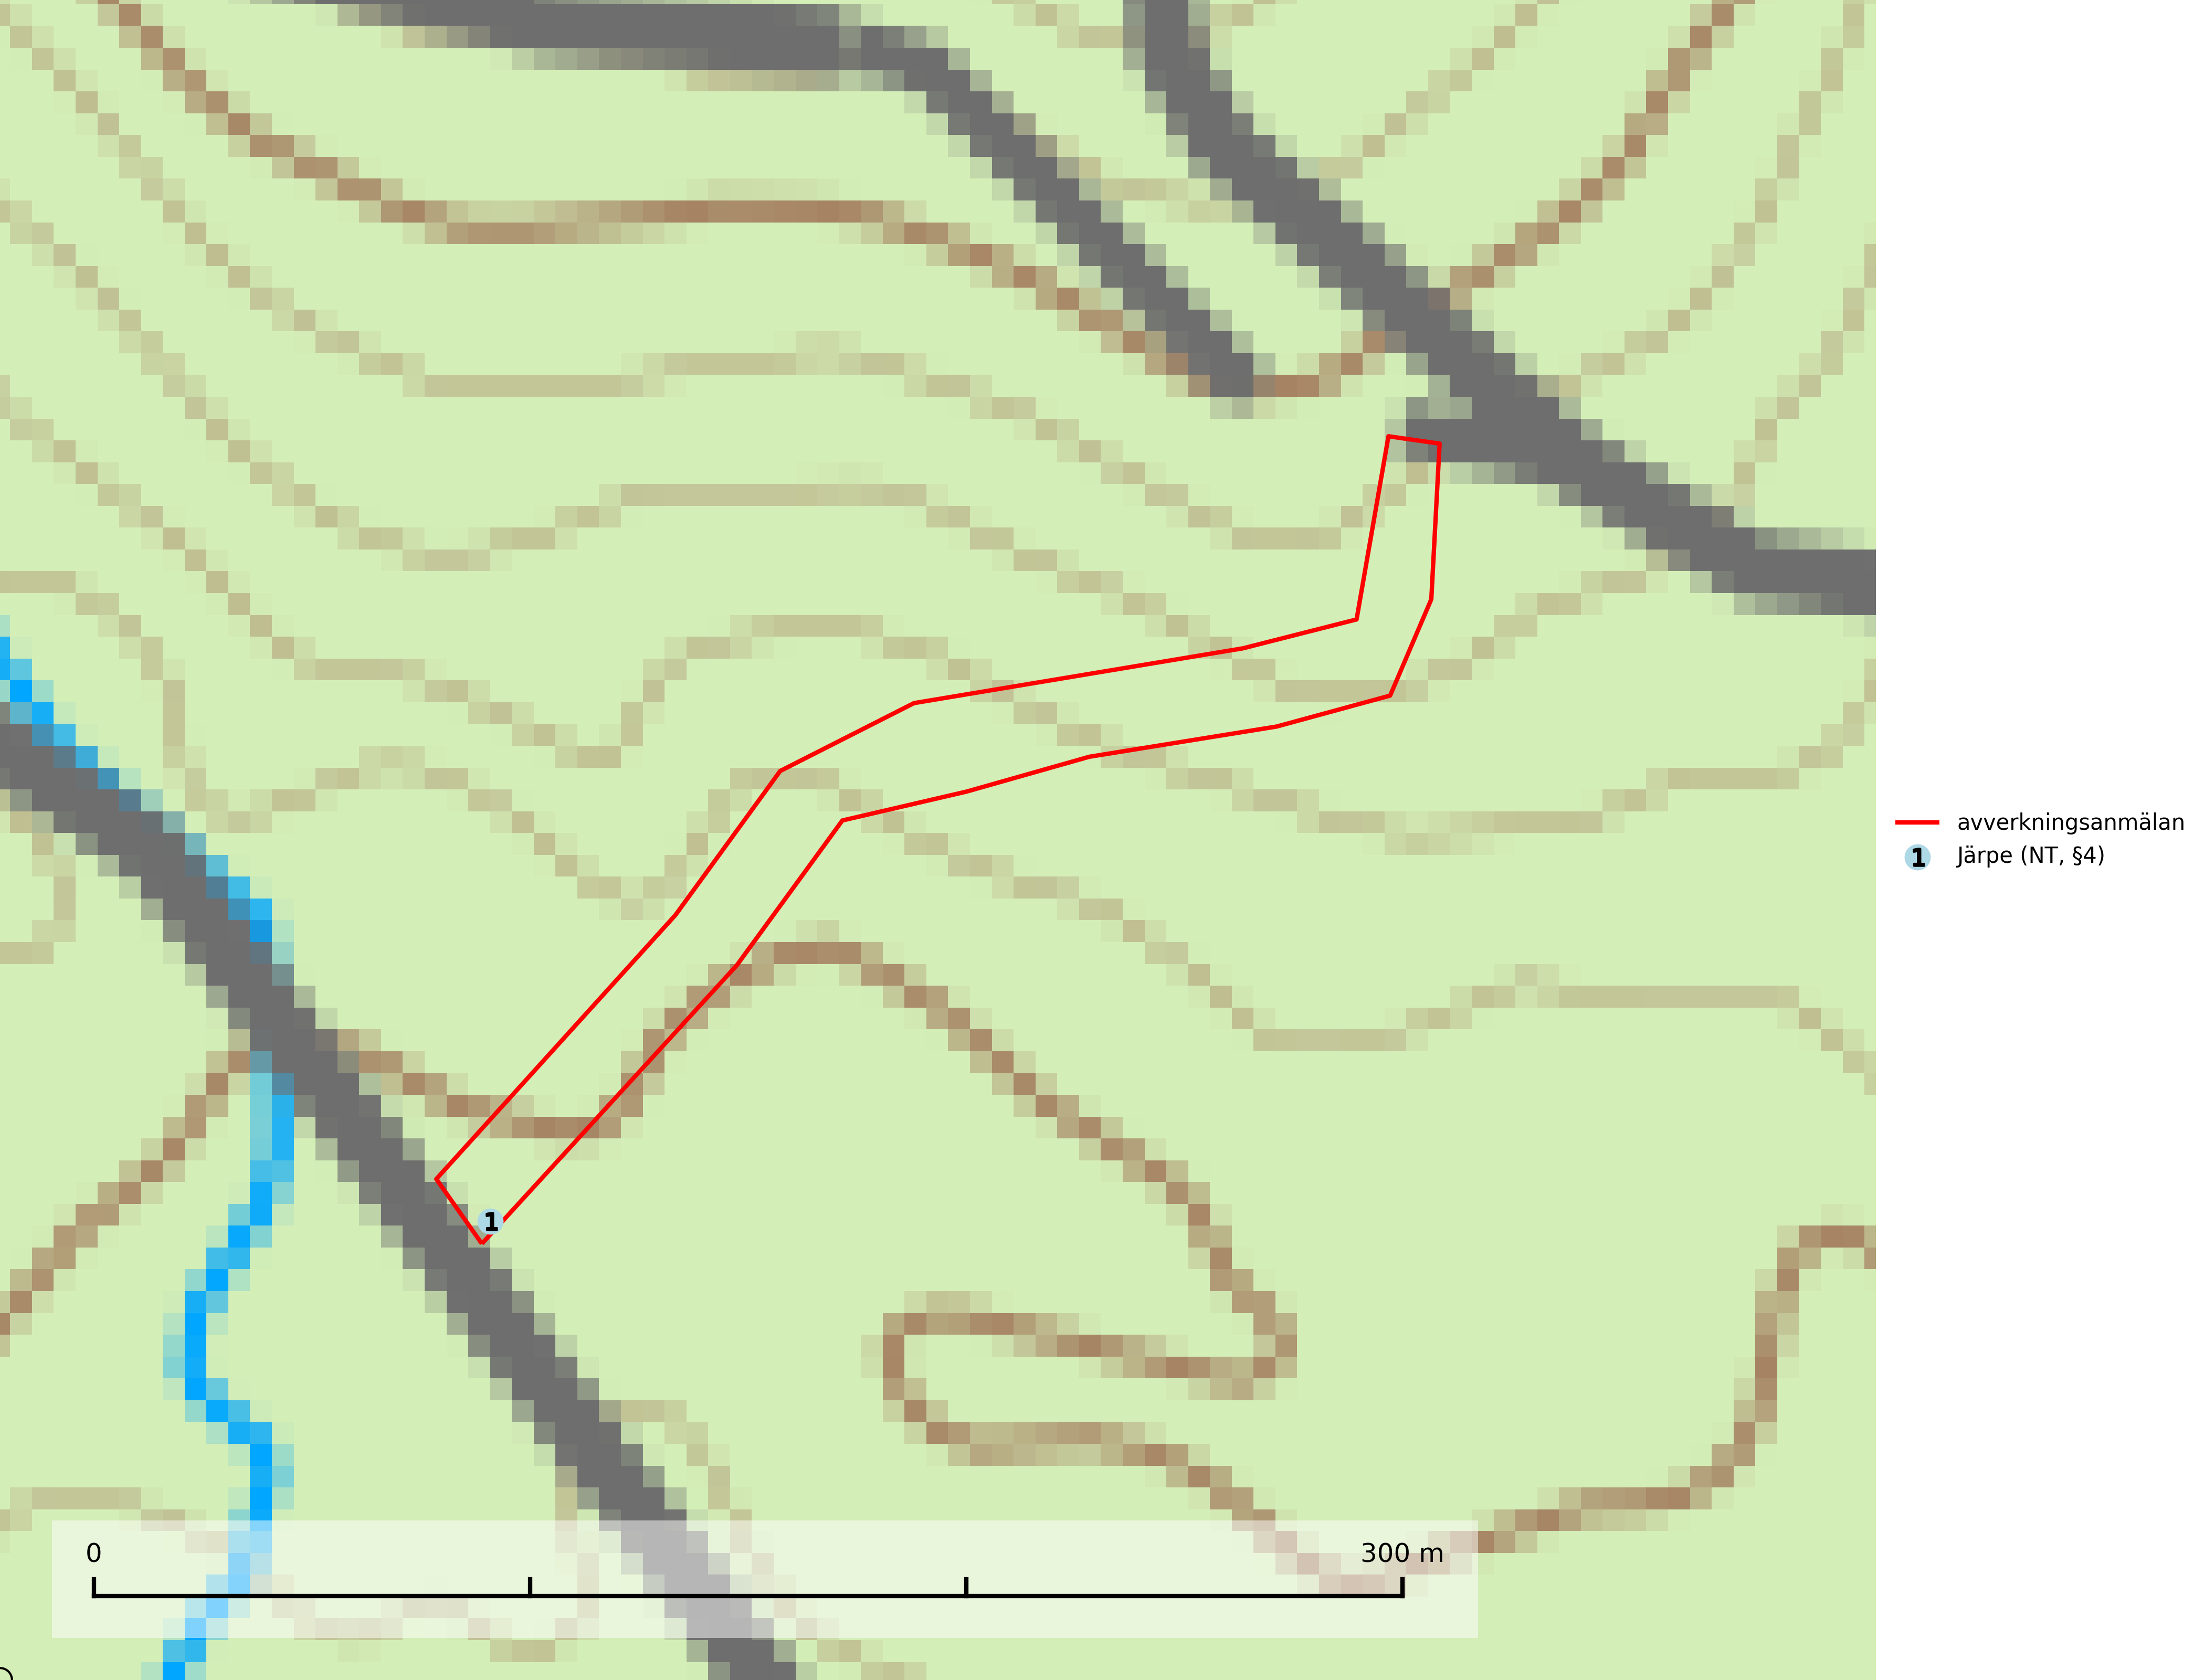 avverkningsanmälan
1 Järpe (NT, §4)
1
0 300 m